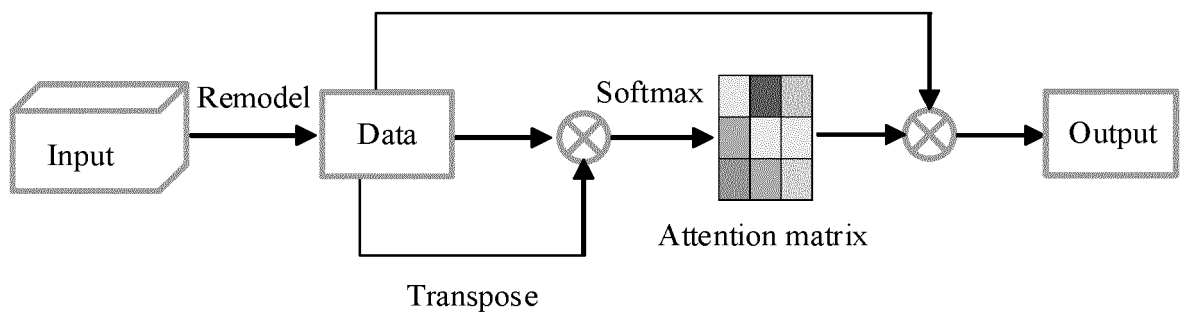 Input
Remodel
Data
Softmax
Attention matrix
Transpose
Output